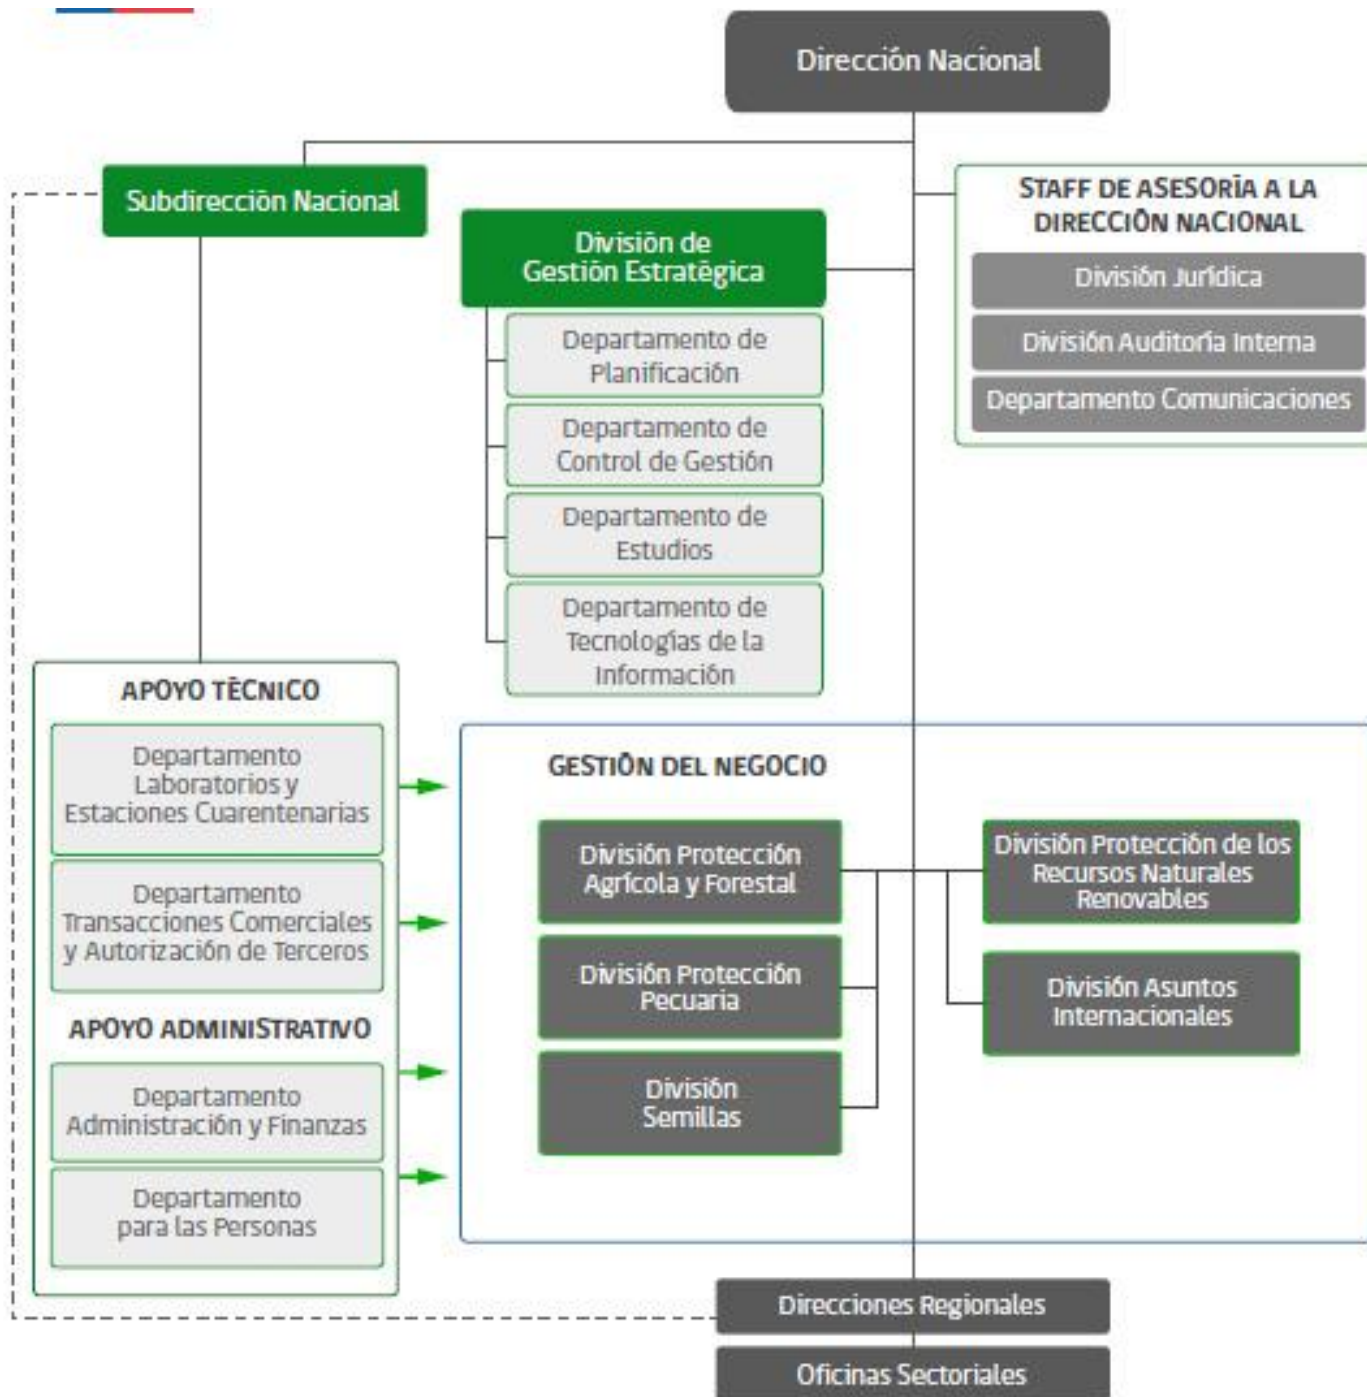 Dirección Nacional
Subdirección Nacional
STAFF DE ASESORÍA A LA
DIRECCIÓN NACIONAL
División Jurídica
División Auditoría Interna
Departamento Comunicaciones
División de
Gestión Estratégica
Departamento de
Planificación
Departamento de
Control de Gestión
Departamento de
Estudios
Departamento de
Tecnologías de la
Información
APOYO TÉCNICO
Departamento
Laboratorios y
Estaciones Cuarentenarias
Departamento
Transacciones Comerciales
y Autorización de Terceros
APOYO ADMINISTRATIVO
Departamento
Administración y Finanzas
Departamento
para las Personas
GESTIÓN DEL NEGOCIO
División Protección
Agrícola y Forestal
División Protección
Pecuaria
División
Semillas
División Protección de los
Recursos Naturales
Renovables
División Asuntos
Internacionales
Direcciones Regionales
Oficinas Sectoriales